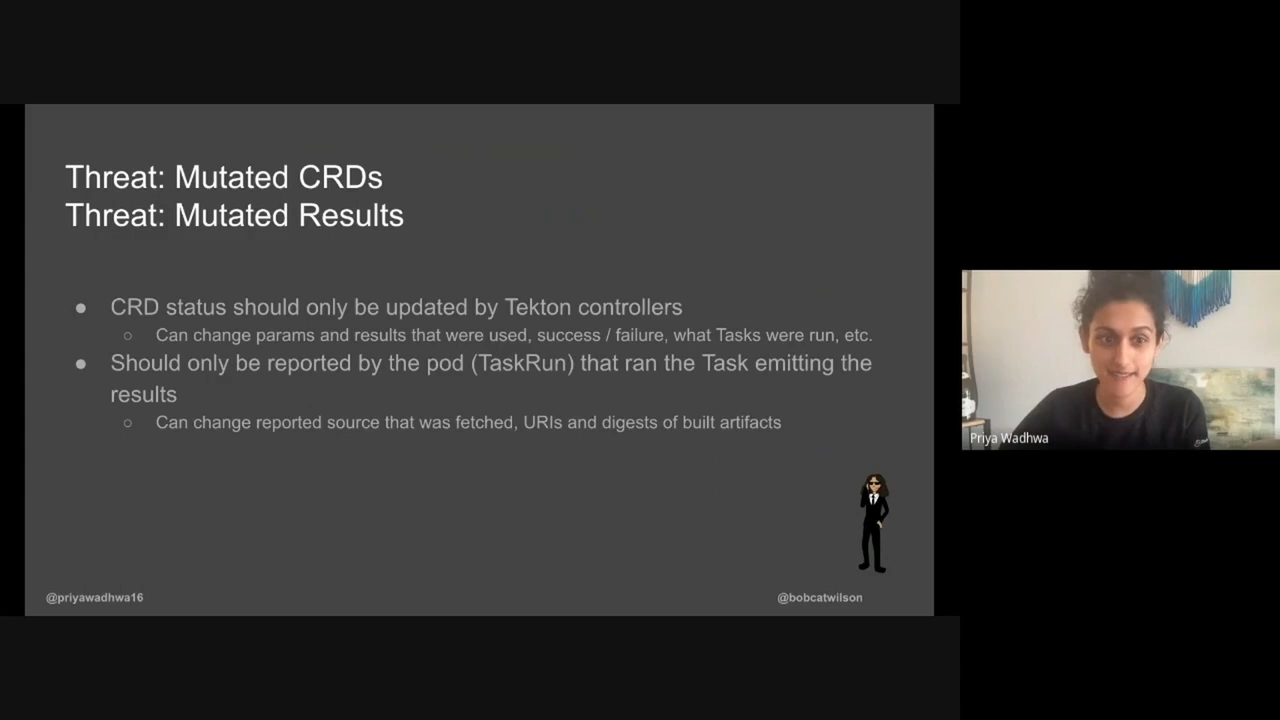 Threat: Mutated CRDs
Threat: Mutated Results
● CRD status should only be updated by Tekton controllers
○ Can change params and results that were used, success / failure, what Tasks were run, etc.
● Should only be reported by the pod (TaskRun) that ran the Task emitting the
results
○ Can change reported source that was fetched, URIs and digests of built artifacts
@priyawadhwa16
@bobcatwilson
Priya Wadhwa